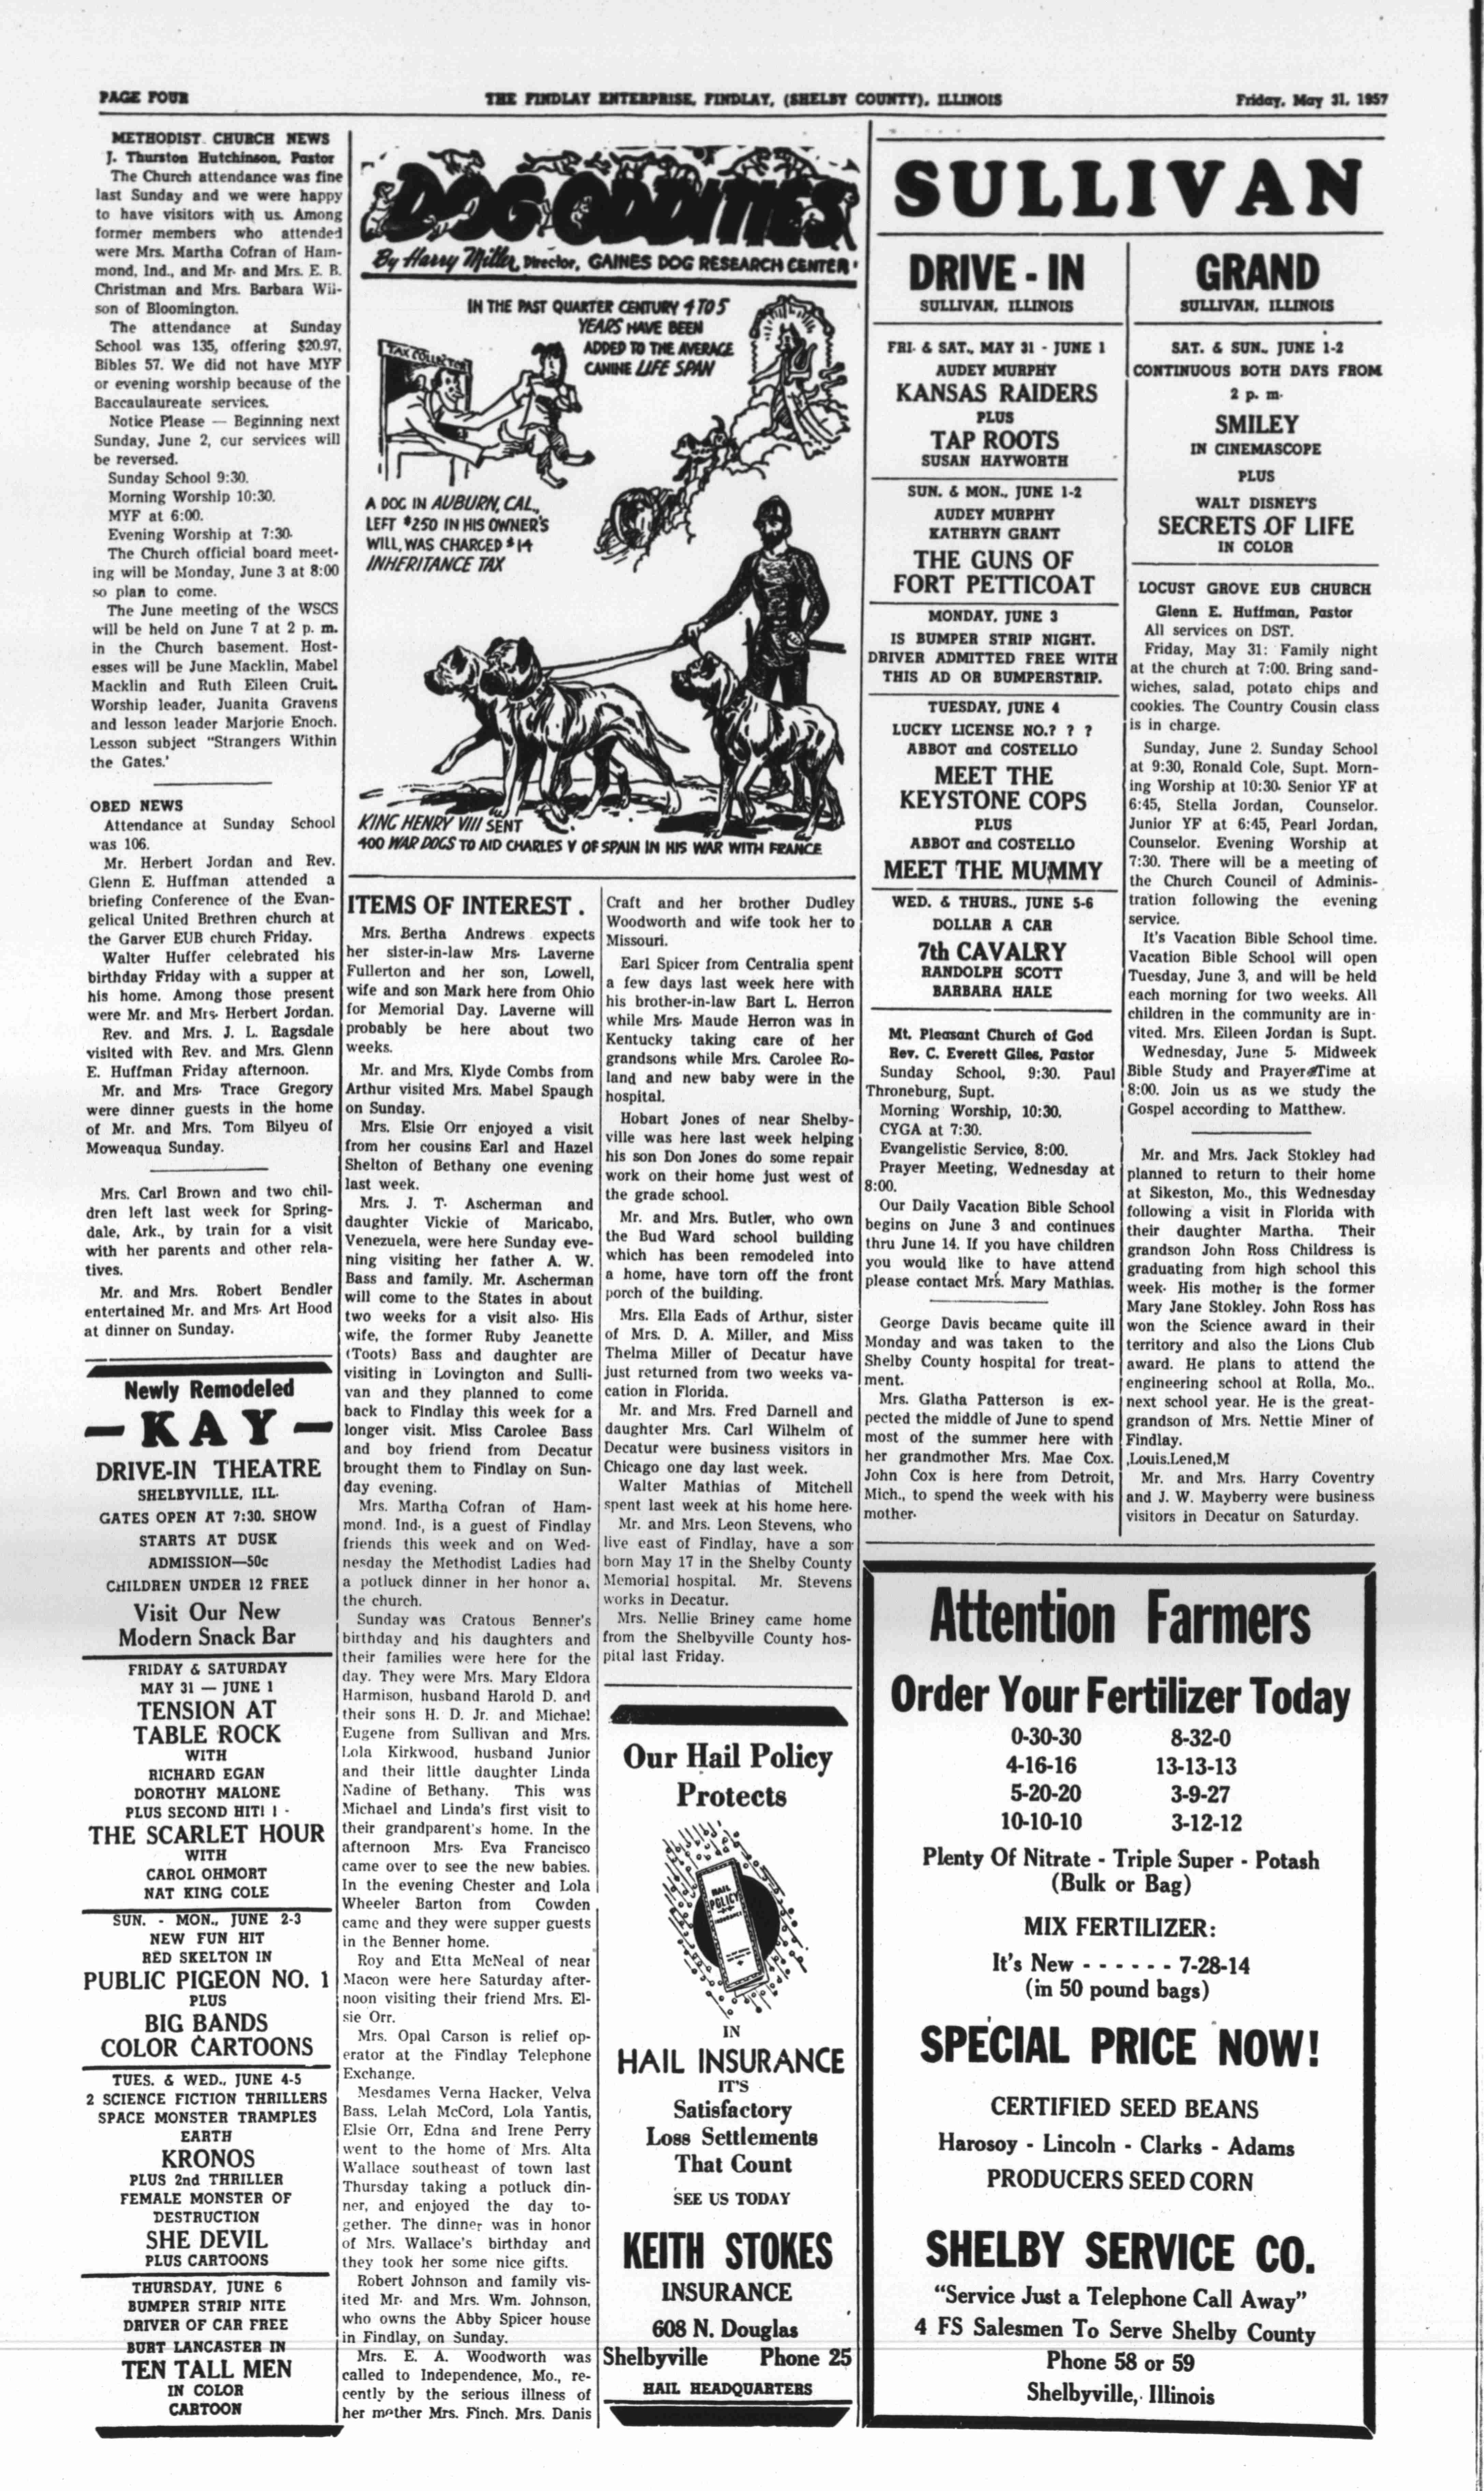 PAGE FOUR
THE FINDLAY ENTERPRISE, FINDLAY, (SHELBY COUNTY), ILLINOIS
Friday, May 31, 1957
METHODIST CHURCH NEWS
J. Thurston Hutchinson, Pastor
The Church attendance was fine
last Sunday and we were happy
to have visitors with us. Among
former members who attended
were Mrs. Martha Cofran of Ham-
mond, Ind., and Mr. and Mrs. E. B.
Christman and Mrs. Barbara Wil-
son of Bloomington.
The attendance at Sunday
School was 135, offering $20.97,
Bibles 57. We did not have MYF
or evening worship because of the
Baccaulaureate services.
Notice Please — Beginning next
Sunday, June 2, our services will
be reversed.
Sunday School 9:30.
Morning Worship 10:30.
MYF at 6:00.
Evening Worship at 7:30.
The Church official board meet-
ing will be Monday, June 3 at 8:00
so plan to come.
The June meeting of the WSCS
will be held on June 7 at 2 p. m.
in the Church basement. Host-
esses will be June Macklin, Mabel
Macklin and Ruth Eileen Cruit.
Worship leader, Juanita Gravens
and lesson leader Marjorie Enoch.
Lesson subject "Strangers Within
the Gates.'
OBED NEWS
Attendance at Sunday School
was 106.
Mr. Herbert Jordan and Rev.
Glenn E. Huffman attended a
briefing Conference of the Evan-
gelical United Brethren church at
the Garver EUB church Friday.
Walter Huffer celebrated his
birthday Friday with a supper at
his home. Among those present
were Mr. and Mrs. Herbert Jordan.
Rev. and Mrs. J. L. Ragsdale
visited with Rev. and Mrs. Glenn
E. Huffman Friday afternoon.
Mr. and Mrs. Trace Gregory
were dinner guests in the home
of Mr. and Mrs. Tom Bilyeu of
Moweaqua Sunday.
Mrs. Carl Brown and two chil-
dren left last week for Spring-
dale, Ark., by train for a visit
with her parents and other rela-
tives.
Mr. and Mrs. Robert Bendler
entertained Mr. and Mrs. Art Hood
at dinner on Sunday.
Newly Remodeled
— KAY —
DRIVE-IN THEATRE
SHELBYVILLE, ILL.
GATES OPEN AT 7:30. SHOW
STARTS AT DUSK
ADMISSION—50c
CHILDREN UNDER 12 FREE
Visit Our New
Modern Snack Bar
FRIDAY & SATURDAY
MAY 31 — JUNE 1
TENSION AT
TABLE ROCK
WITH
RICHARD EGAN
DOROTHY MALONE
PLUS SECOND HIT! ! -
THE SCARLET HOUR
WITH
CAROL OHMORT
NAT KING COLE
SUN. - MON., JUNE 2-3
NEW FUN HIT
RED SKELTON IN
PUBLIC PIGEON NO. 1
PLUS
BIG BANDS
COLOR CARTOONS
TUES. & WED., JUNE 4-5
2 SCIENCE FICTION THRILLERS
SPACE MONSTER TRAMPLES
EARTH
KRONOS
PLUS 2nd THRILLER
FEMALE MONSTER OF
DESTRUCTION
SHE DEVIL
PLUS CARTOONS
THURSDAY, JUNE 6
BUMPER STRIP NITE
DRIVER OF CAR FREE
BURT LANCASTER IN
TEN TALL MEN
IN COLOR
CARTOON
DOG ODDITIES
By Harry Miller, Director, GAINES DOG RESEARCH CENTER
IN THE PAST QUARTER CENTURY 4 TO 5
YEARS HAVE BEEN
ADDED TO THE AVERAGE
CANINE LIFE SPAN
TAX COLLECTOR
A DOG IN AUBURN, CAL.,
LEFT $250 IN HIS OWNER'S
WILL, WAS CHARGED $14
INHERITANCE TAX
KING HENRY VIII SENT
400 WAR DOGS TO AID CHARLES V OF SPAIN IN HIS WAR WITH FRANCE
ITEMS OF INTEREST .
Mrs. Bertha Andrews expects
her sister-in-law Mrs. Laverne
Fullerton and her son, Lowell,
wife and son Mark here from Ohio
for Memorial Day. Laverne will
probably be here about two
weeks.
Mr. and Mrs. Klyde Combs from
Arthur visited Mrs. Mabel Spaugh
on Sunday.
Mrs. Elsie Orr enjoyed a visit
from her cousins Earl and Hazel
Shelton of Bethany one evening
last week.
Mrs. J. T. Ascherman and
daughter Vickie of Maricabo,
Venezuela, were here Sunday eve-
ning visiting her father A. W.
Bass and family. Mr. Ascherman
will come to the States in about
two weeks for a visit also. His
wife, the former Ruby Jeanette
(Toots) Bass and daughter are
visiting in Lovington and Sulli-
van and they planned to come
back to Findlay this week for a
longer visit. Miss Carolee Bass
and boy friend from Decatur
brought them to Findlay on Sun-
day evening.
Mrs. Martha Cofran of Ham-
mond. Ind., is a guest of Findlay
friends this week and on Wed-
nesday the Methodist Ladies had
a potluck dinner in her honor a.
the church.
Sunday was Cratous Benner's
birthday and his daughters and
their families were here for the
day. They were Mrs. Mary Eldora
Harmison, husband Harold D. and
their sons H. D. Jr. and Michael
Eugene from Sullivan and Mrs.
Lola Kirkwood, husband Junior
and their little daughter Linda
Nadine of Bethany. This was
Michael and Linda's first visit to
their grandparent's home. In the
afternoon Mrs. Eva Francisco
came over to see the new babies.
In the evening Chester and Lola
Wheeler Barton from Cowden
came and they were supper guests
in the Benner home.
Roy and Etta McNeal of near
Macon were here Saturday after-
noon visiting their friend Mrs. El-
sie Orr.
Mrs. Opal Carson is relief op-
erator at the Findlay Telephone
Exchange.
Mesdames Verna Hacker, Velva
Bass, Lelah McCord, Lola Yantis,
Elsie Orr, Edna and Irene Perry
went to the home of Mrs. Alta
Wallace southeast of town last
Thursday taking a potluck din-
ner, and enjoyed the day to-
gether. The dinner was in honor
of Mrs. Wallace's birthday and
they took her some nice gifts.
Robert Johnson and family vis-
ited Mr. and Mrs. Wm. Johnson,
who owns the Abby Spicer house
in Findlay, on Sunday.
Mrs. E. A. Woodworth was
called to Independence, Mo., re-
cently by the serious illness of
her mother Mrs. Finch. Mrs. Danis
Craft and her brother Dudley
Woodworth and wife took her to
Missouri.
Earl Spicer from Centralia spent
a few days last week here with
his brother-in-law Bart L. Herron
while Mrs. Maude Herron was in
Kentucky taking care of her
grandsons while Mrs. Carolee Ro-
land and new baby were in the
hospital.
Hobart Jones of near Shelby-
ville was here last week helping
his son Don Jones do some repair
work on their home just west of
the grade school.
Mr. and Mrs. Butler, who own
the Bud Ward school building
which has been remodeled into
a home, have torn off the front
porch of the building.
Mrs. Ella Eads of Arthur, sister
of Mrs. D. A. Miller, and Miss
Thelma Miller of Decatur have
just returned from two weeks va-
cation in Florida.
Mr. and Mrs. Fred Darnell and
daughter Mrs. Carl Wilhelm of
Decatur were business visitors in
Chicago one day last week.
Walter Mathias of Mitchell
spent last week at his home here.
Mr. and Mrs. Leon Stevens, who
live east of Findlay, have a son
born May 17 in the Shelby County
Memorial hospital. Mr. Stevens
works in Decatur.
Mrs. Nellie Briney came home
from the Shelbyville County hos-
pital last Friday.
Our Hail Policy
Protects
HAIL
POLICY
INSURANCE
IN
HAIL INSURANCE
IT'S
Satisfactory
Loss Settlements
That Count
SEE US TODAY
KEITH STOKES
INSURANCE
608 N. Douglas
Shelbyville Phone 25
HAIL HEADQUARTERS
SULLIVAN
DRIVE - IN
SULLIVAN, ILLINOIS
FRI. & SAT., MAY 31 - JUNE 1
AUDEY MURPHY
KANSAS RAIDERS
PLUS
TAP ROOTS
SUSAN HAYWORTH
SUN. & MON., JUNE 1-2
AUDEY MURPHY
KATHRYN GRANT
THE GUNS OF
FORT PETTICOAT
MONDAY, JUNE 3
IS BUMPER STRIP NIGHT.
DRIVER ADMITTED FREE WITH
THIS AD OR BUMPERSTRIP.
TUESDAY, JUNE 4
LUCKY LICENSE NO.? ? ?
ABBOT and COSTELLO
MEET THE
KEYSTONE COPS
PLUS
ABBOT and COSTELLO
MEET THE MUMMY
WED. & THURS., JUNE 5-6
DOLLAR A CAR
7th CAVALRY
RANDOLPH SCOTT
BARBARA HALE
Mt. Pleasant Church of God
Rev. C. Everett Giles, Pastor
Sunday School, 9:30. Paul
Throneburg, Supt.
Morning Worship, 10:30.
CYGA at 7:30.
Evangelistic Service, 8:00.
Prayer Meeting, Wednesday at
8:00.
Our Daily Vacation Bible School
begins on June 3 and continues
thru June 14. If you have children
you would like to have attend
please contact Mrs. Mary Mathias.
George Davis became quite ill
Monday and was taken to the
Shelby County hospital for treat-
ment.
Mrs. Glatha Patterson is ex-
pected the middle of June to spend
most of the summer here with
her grandmother Mrs. Mae Cox.
John Cox is here from Detroit,
Mich., to spend the week with his
mother.
GRAND
SULLIVAN, ILLINOIS
SAT. & SUN., JUNE 1-2
CONTINUOUS BOTH DAYS FROM
2 p. m.
SMILEY
IN CINEMASCOPE
PLUS
WALT DISNEY'S
SECRETS OF LIFE
IN COLOR
LOCUST GROVE EUB CHURCH
Glenn E. Huffman, Pastor
All services on DST.
Friday, May 31: Family night
at the church at 7:00. Bring sand-
wiches, salad, potato chips and
cookies. The Country Cousin class
is in charge.
Sunday, June 2. Sunday School
at 9:30, Ronald Cole, Supt. Morn-
ing Worship at 10:30. Senior YF at
6:45, Stella Jordan, Counselor.
Junior YF at 6:45, Pearl Jordan,
Counselor. Evening Worship at
7:30. There will be a meeting of
the Church Council of Adminis-
tration following the evening
service.
It's Vacation Bible School time.
Vacation Bible School will open
Tuesday, June 3, and will be held
each morning for two weeks. All
children in the community are in-
vited. Mrs. Eileen Jordan is Supt.
Wednesday, June 5. Midweek
Bible Study and Prayer Time at
8:00. Join us as we study the
Gospel according to Matthew.
Mr. and Mrs. Jack Stokley had
planned to return to their home
at Sikeston, Mo., this Wednesday
following a visit in Florida with
their daughter Martha. Their
grandson John Ross Childress is
graduating from high school this
week. His mother is the former
Mary Jane Stokley. John Ross has
won the Science award in their
territory and also the Lions Club
award. He plans to attend the
engineering school at Rolla, Mo..
next school year. He is the great-
grandson of Mrs. Nettie Miner of
Findlay.
,Louis.Lened,M
Mr. and Mrs. Harry Coventry
and J. W. Mayberry were business
visitors in Decatur on Saturday.
Attention Farmers
Order Your Fertilizer Today
0-30-30 8-32-0
4-16-16 13-13-13
5-20-20 3-9-27
10-10-10 3-12-12
Plenty Of Nitrate - Triple Super - Potash
(Bulk or Bag)
MIX FERTILIZER:
It's New - - - - - - 7-28-14
(in 50 pound bags)
SPECIAL PRICE NOW!
CERTIFIED SEED BEANS
Harosoy - Lincoln - Clarks - Adams
PRODUCERS SEED CORN
SHELBY SERVICE CO.
"Service Just a Telephone Call Away"
4 FS Salesmen To Serve Shelby County
Phone 58 or 59
Shelbyville, Illinois